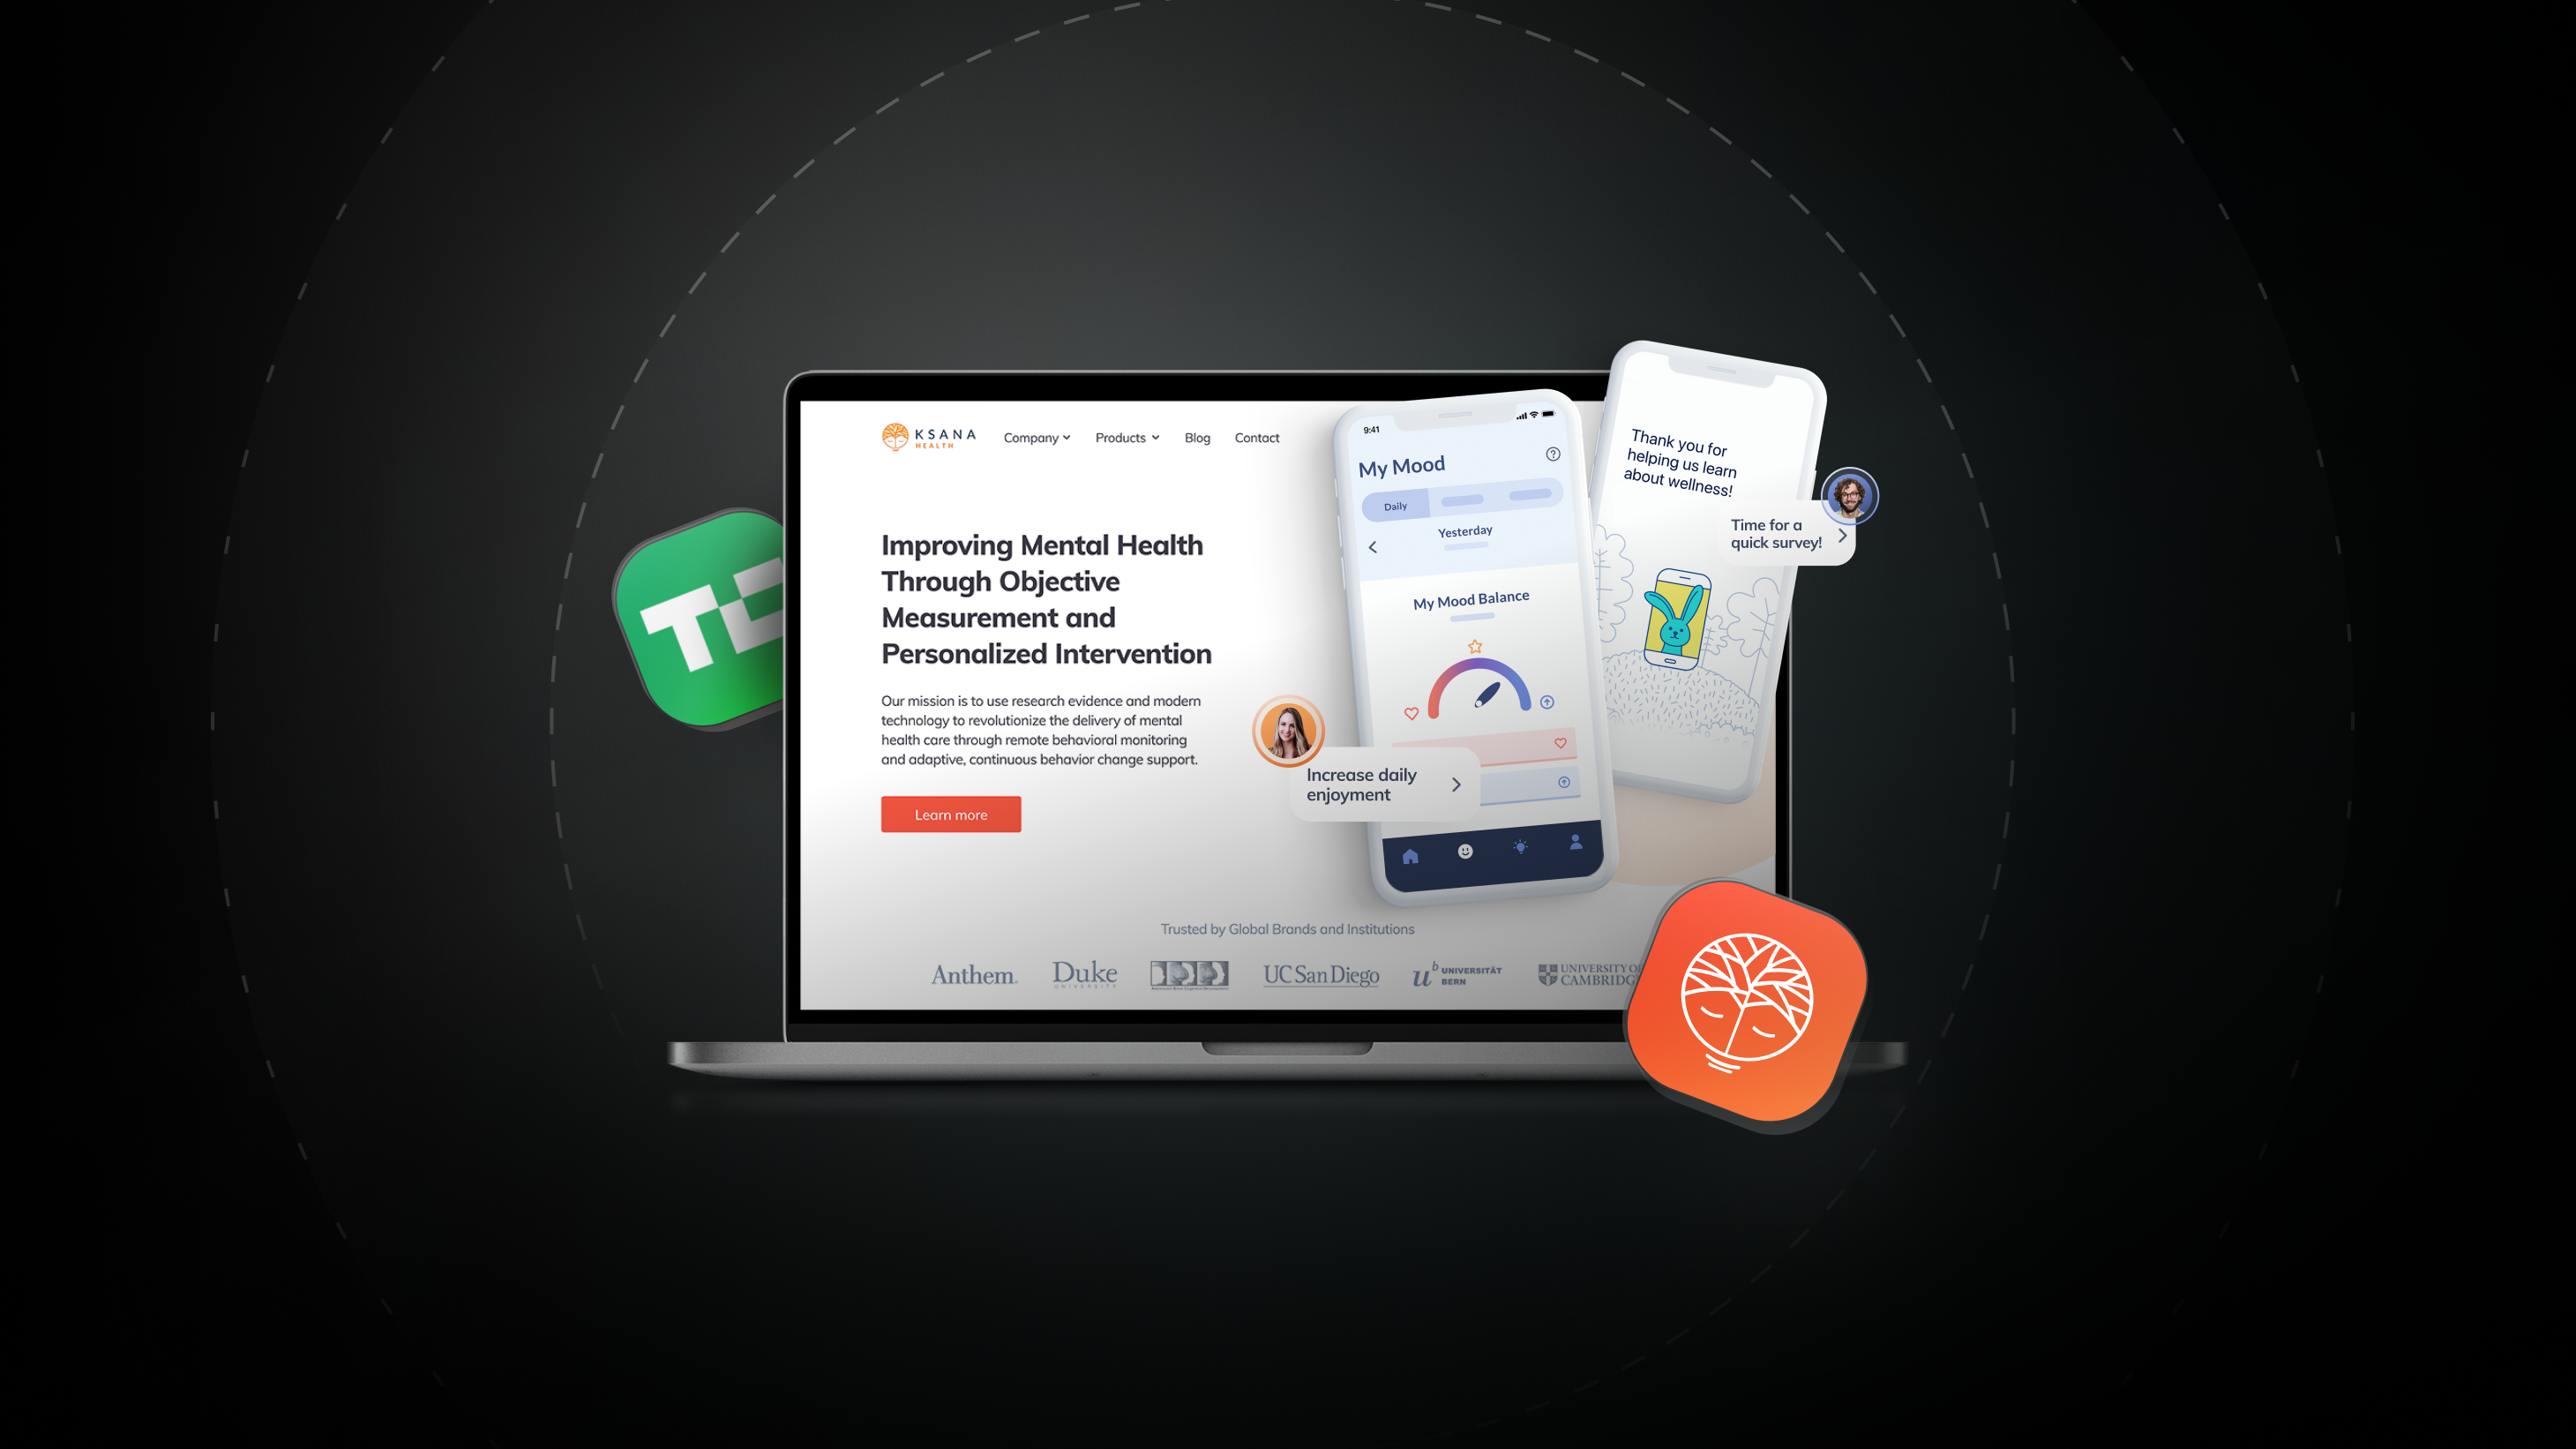 KSANA
HEALTH
Company
Products
Blog
Contact
Improving Mental Health
Through Objective
Measurement and
Personalized Intervention
Our mission is to use research evidence and modern
technology to revolutionize the delivery of mental
health care through remote behavioral monitoring
and adaptive, continuous behavior change support.
Learn more
9:41
My Mood
Daily
Yesterday
My Mood Balance
Increase daily
enjoyment
Thank you for
helping us learn
about wellness!
Time for a
quick survey!
Trusted by Global Brands and Institutions
Anthem
Duke
UNIVERSITY
UC San Diego
u b
UNIVERSITÄT
BERN
UNIVERSITY O
CAMBRIDG
T